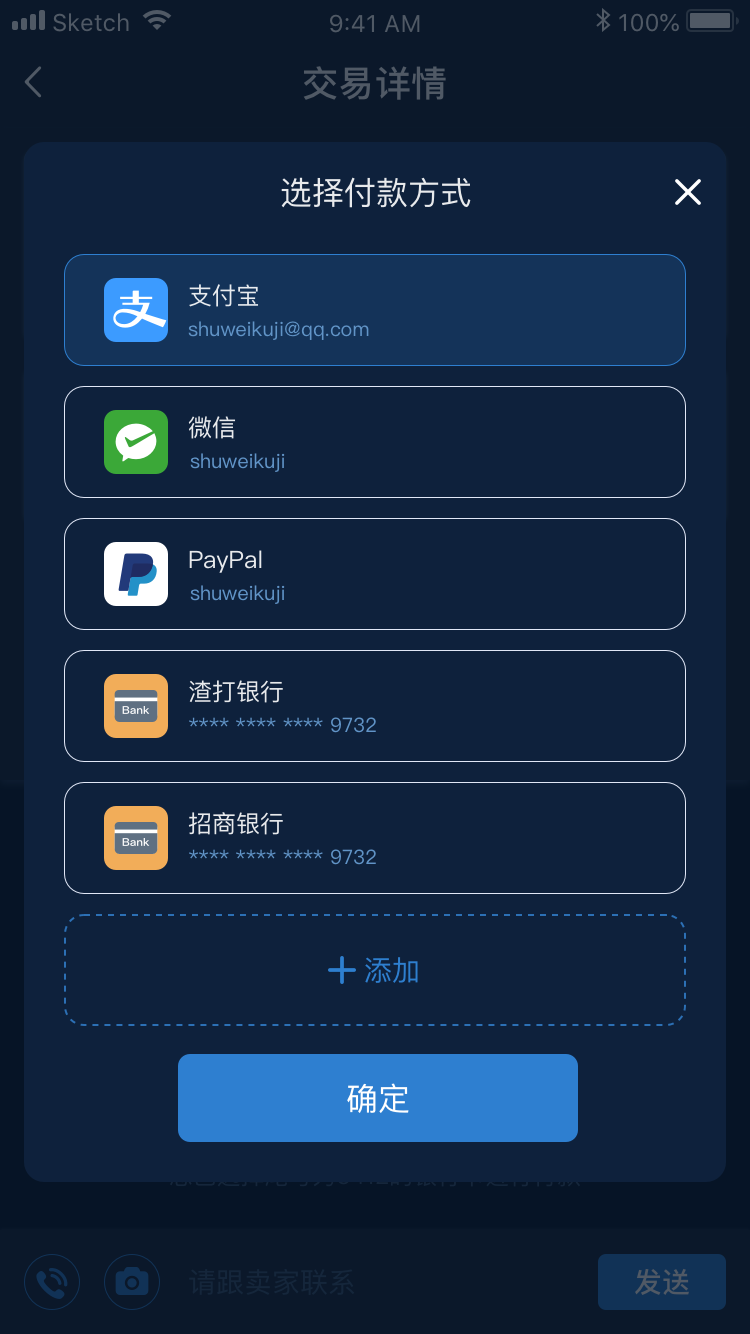 Sketch 9:41 AM 100%
交易详情
选择付款方式
支付宝
shuweikuji@qq.com
微信
shuweikuji
PayPal
shuweikuji
渣打银行
Bank
**** **** **** 9732
招商银行
Bank
**** **** **** 9732
添加
确定
请跟卖家联系
发送